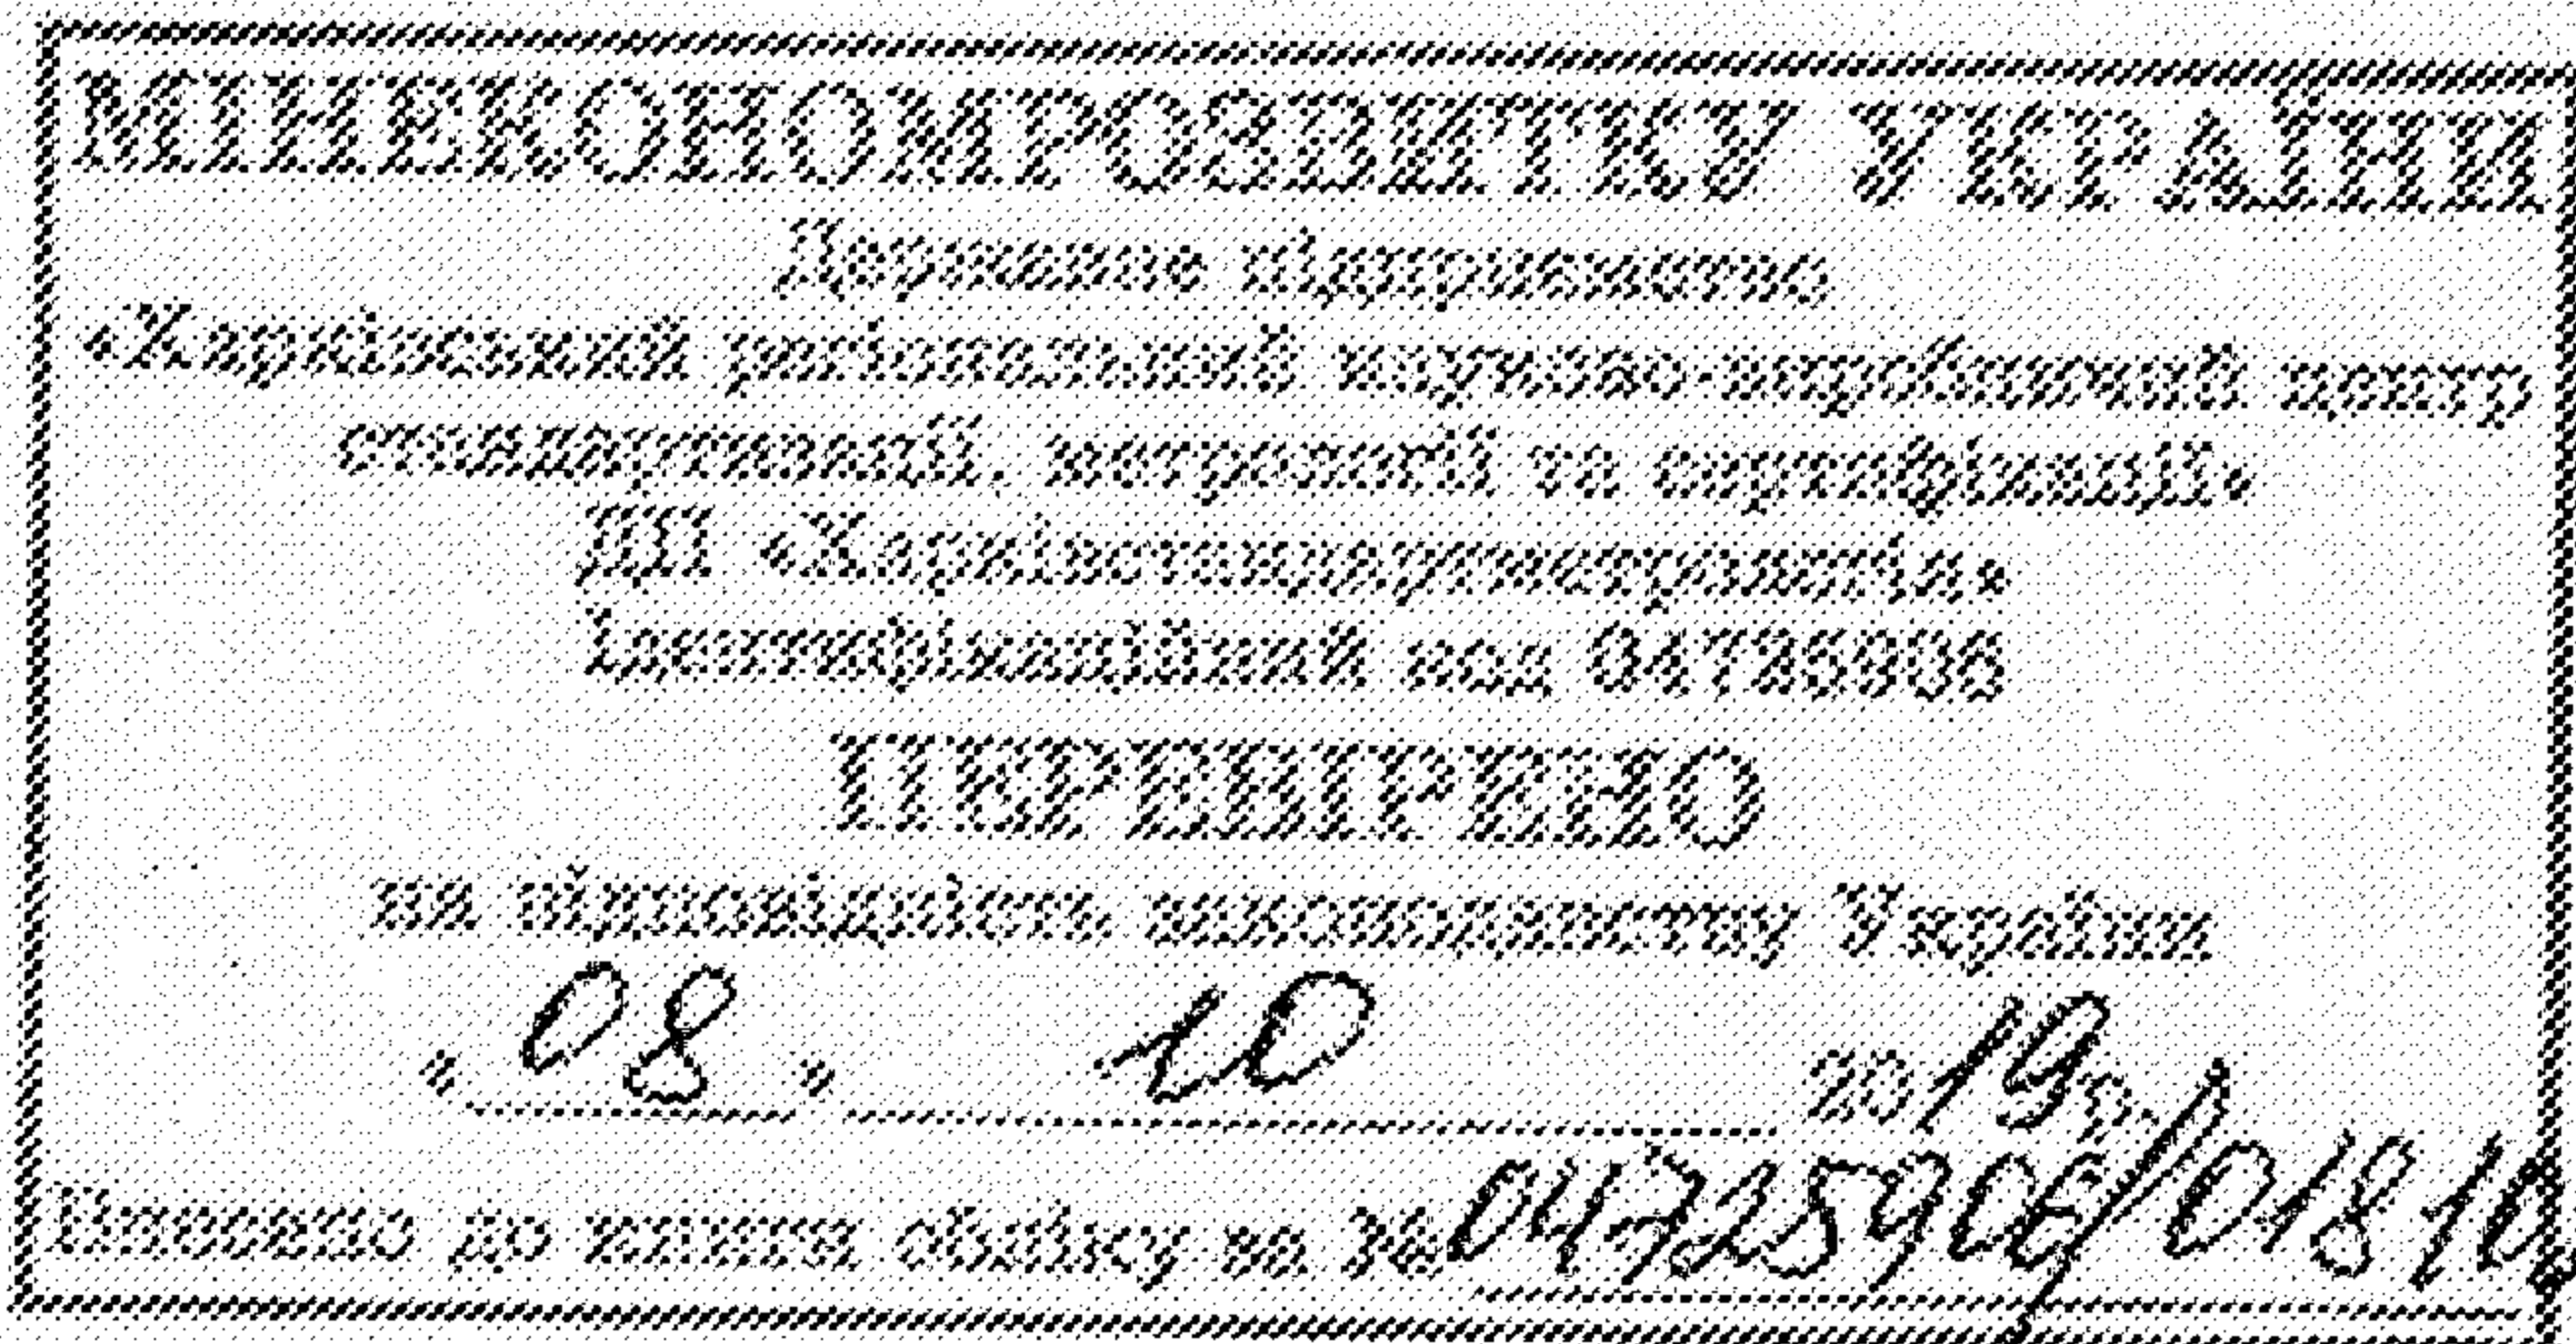 МІНЕКОНОМРОЗВИТКУ УКРАЇНИ
Державне підприємство
«Харківський регіональний науково-виробничий центр
стандартизації, метрології та сертифікації»
ДП «Харківстандартметрологія»
Ідентифікаційний код 04725906
ПЕРЕВІРЕНО
на відповідність законодавству України
„ 08 " 10 2019 р.
Внесено до книги обліку за № 04725906/01810